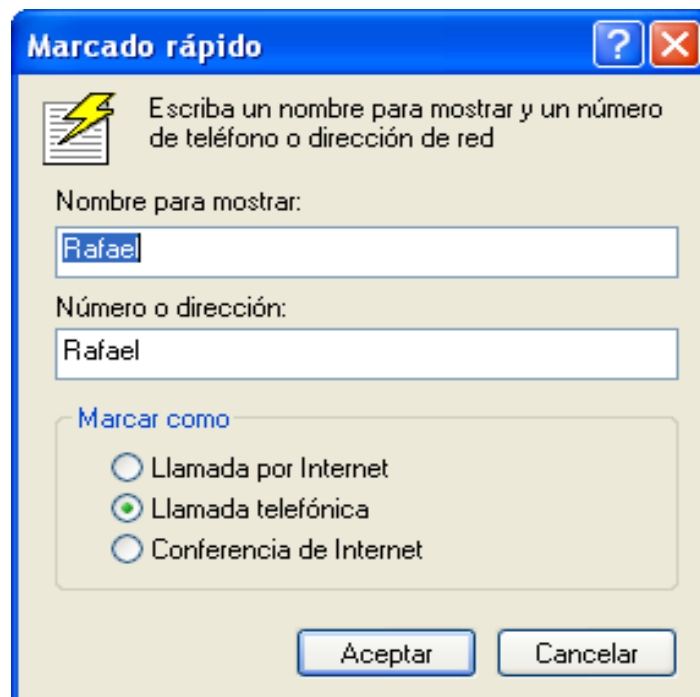 Marcado rápido
?
Escriba un nombre para mostrar y un número
de teléfono o dirección de red
Nombre para mostrar:
Rafael
Número o dirección:
Rafael
Marcar como
Llamada por Internet
Llamada telefónica
Conferencia de Internet
Aceptar Cancelar